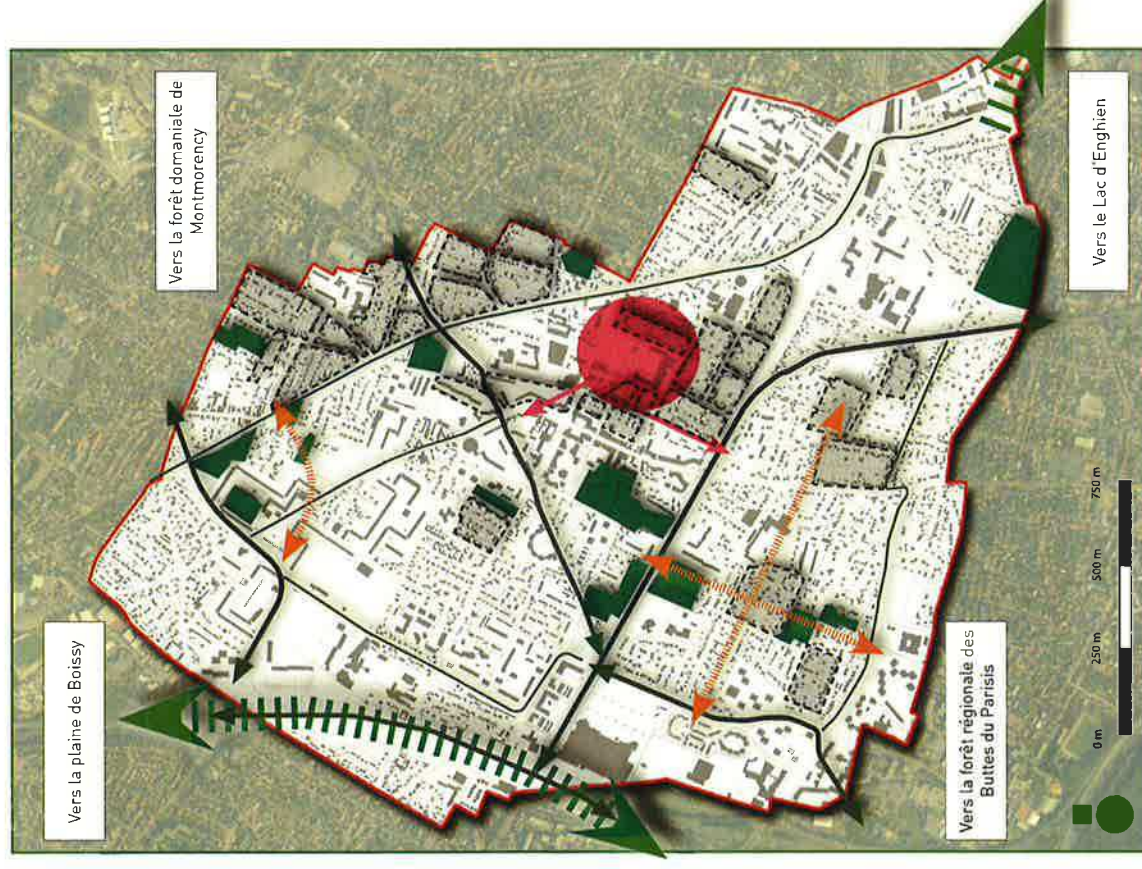 Vers la plaine de Boissy
Vers la forêt domaniale de
Montmorency
Vers la forêt régionale des
Buttes du Parisis
Vers le Lac d'Enghien
0 m
250 m
500 m
750 m